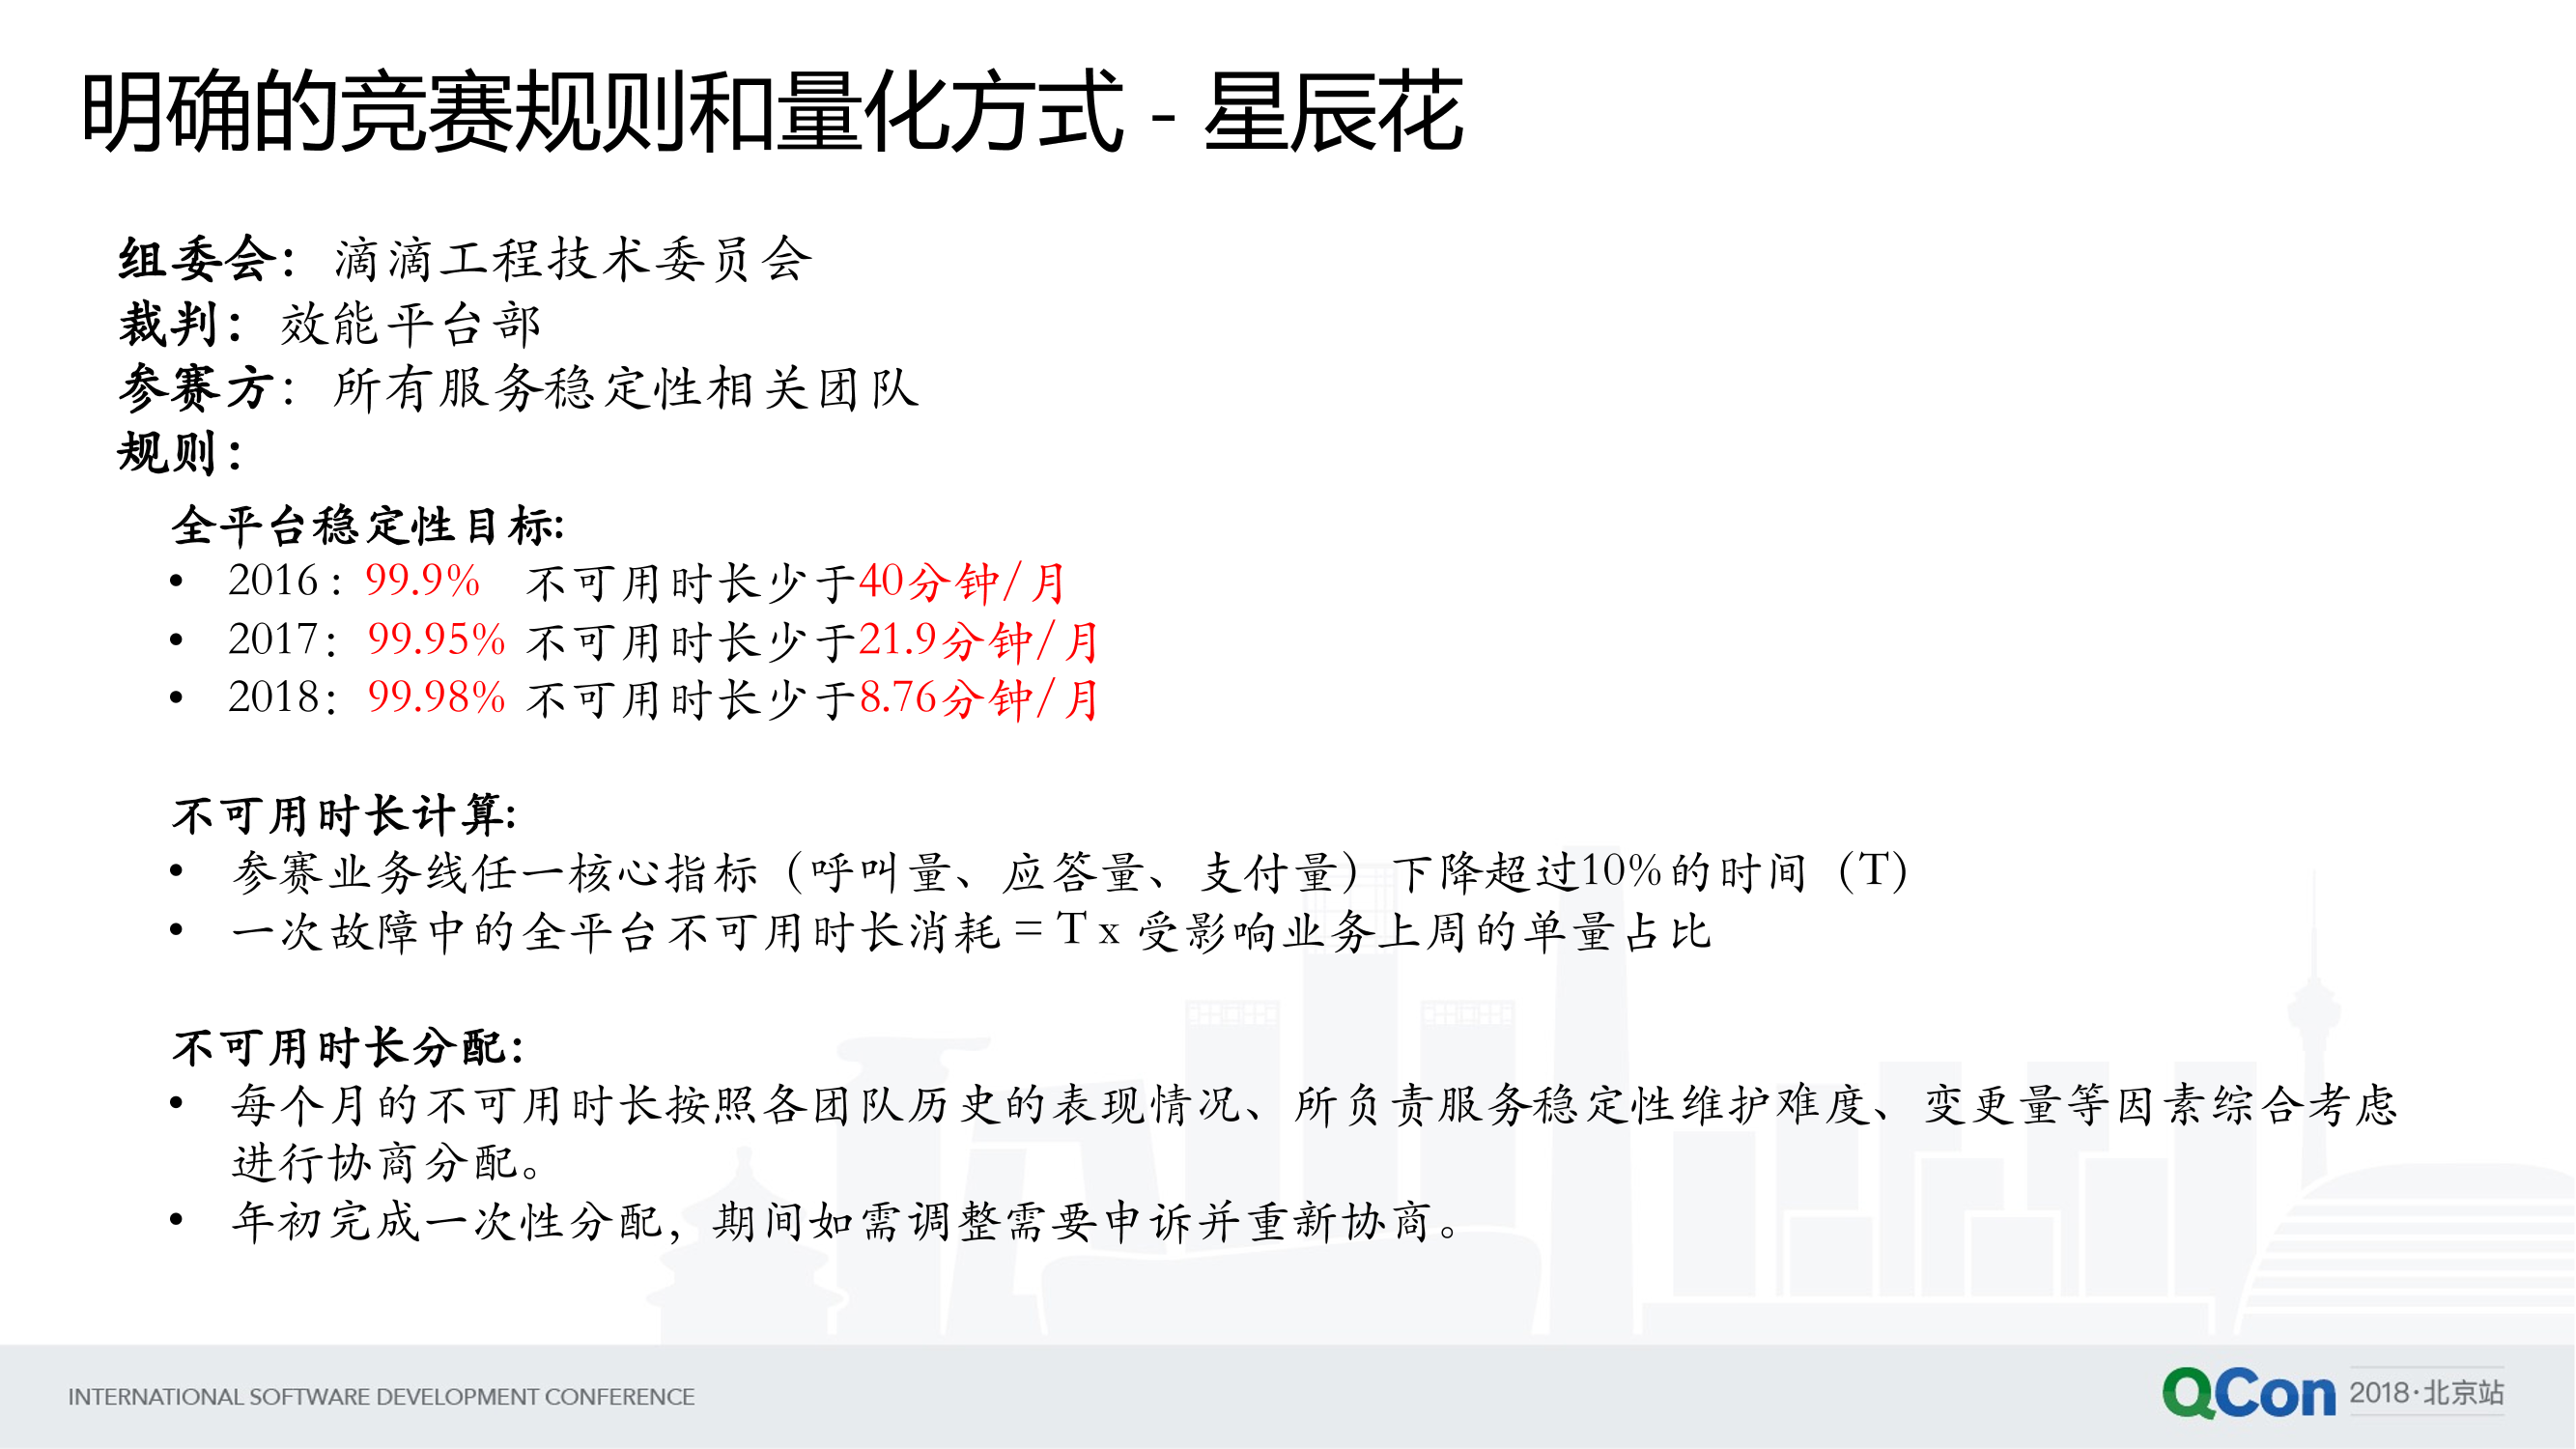 明确的竞赛规则和量化方式 - 星辰花
组委会：滴滴工程技术委员会
裁判：效能平台部
参赛方：所有服务稳定性相关团队
规则：
全平台稳定性目标:
• 2016 : 99.9% 不可用时长少于40分钟/月
• 2017： 99.95% 不可用时长少于21.9分钟/月
• 2018： 99.98% 不可用时长少于8.76分钟/月
不可用时长计算:
• 参赛业务线任一核心指标（呼叫量、应答量、支付量）下降超过10%的时间（T）
• 一次故障中的全平台不可用时长消耗 = T x 受影响业务上周的单量占比
不可用时长分配：
• 每个月的不可用时长按照各团队历史的表现情况、所负责服务稳定性维护难度、变更量等因素综合考虑
进行协商分配。
• 年初完成一次性分配，期间如需调整需要申诉并重新协商。
INTERNATIONAL SOFTWARE DEVELOPMENT CONFERENCE
QCon 2018·北京站